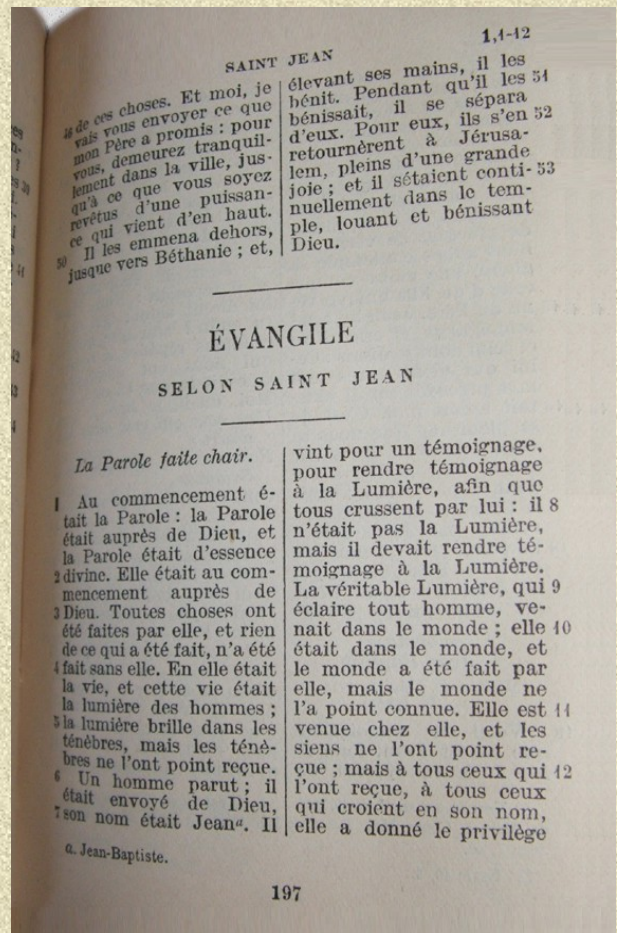 SAINT JEAN
1,1-12
48 de ces choses. Et moi, je
vais vous envoyer ce que
mon Père a promis : pour
vous, demeurez tranquil-
lement dans la ville, jus-
qu'à ce que vous soyez
revêtus d'une puissan-
ce qui vient d'en haut.
50 Il les emmena dehors,
jusque vers Béthanie ; et,
élevant ses mains, il les
bénit. Pendant qu'il les 51
bénissait, il se sépara
d'eux. Pour eux, ils s'en 52
retournèrent à Jérusa-
lem, pleins d'une grande
joie ; et il sétaient conti- 53
nuellement dans le tem-
ple, louant et bénissant
Dieu.
ÉVANGILE
SELON SAINT JEAN
La Parole faite chair.
1 Au commencement é-
tait la Parole : la Parole
était auprès de Dieu, et
la Parole était d'essence
2 divine. Elle était au com-
mencement auprès de
3 Dieu. Toutes choses ont
été faites par elle, et rien
de ce qui a été fait, n'a été
4 fait sans elle. En elle était
la vie, et cette vie était
la lumière des hommes ;
5 la lumière brille dans les
ténèbres, mais les ténè-
bres ne l'ont point reçue.
6 Un homme parut ; il
était envoyé de Dieu,
7 son nom était Jeana. Il
vint pour un témoignage,
pour rendre témoignage
à la Lumière, afin que
tous crussent par lui : il 8
n'était pas la Lumière,
mais il devait rendre té-
moignage à la Lumière.
La véritable Lumière, qui 9
éclaire tout homme, ve-
nait dans le monde ; elle 10
était dans le monde, et
le monde a été fait par
elle, mais le monde ne
l'a point connue. Elle est 11
venue chez elle, et les
siens ne l'ont point re-
çue ; mais à tous ceux qui 12
l'ont reçue, à tous ceux
qui croient en son nom,
elle a donné le privilège
a. Jean-Baptiste.
197